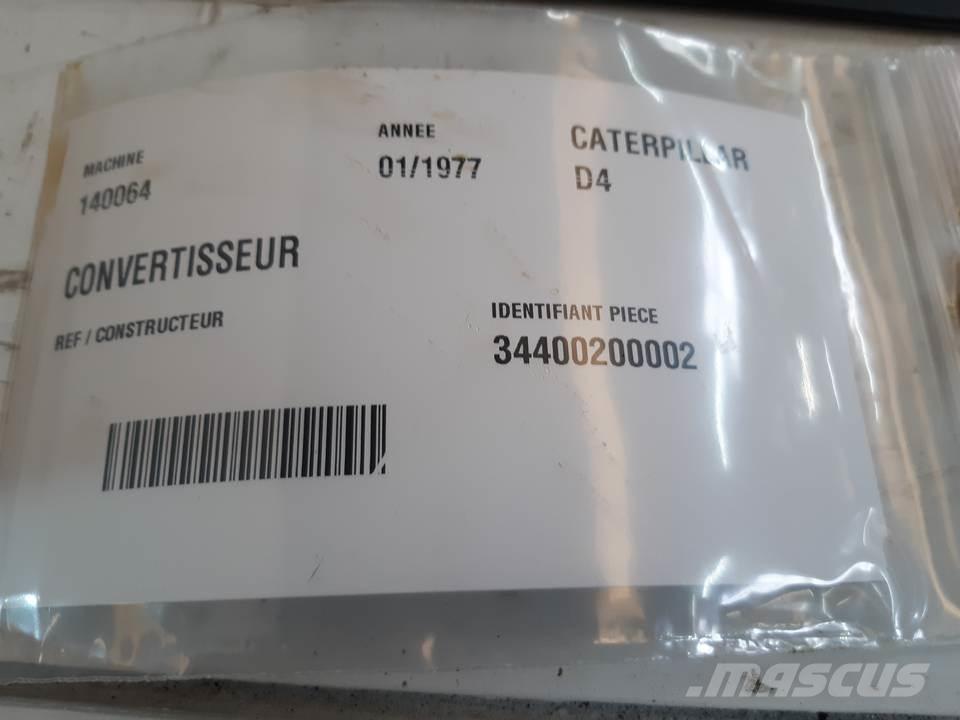 MACHINE
140064
ANNEE
01/1977
CATERPILLAR
D4
CONVERTISSEUR
REF / CONSTRUCTEUR
IDENTIFIANT PIECE
34400200002
mascus